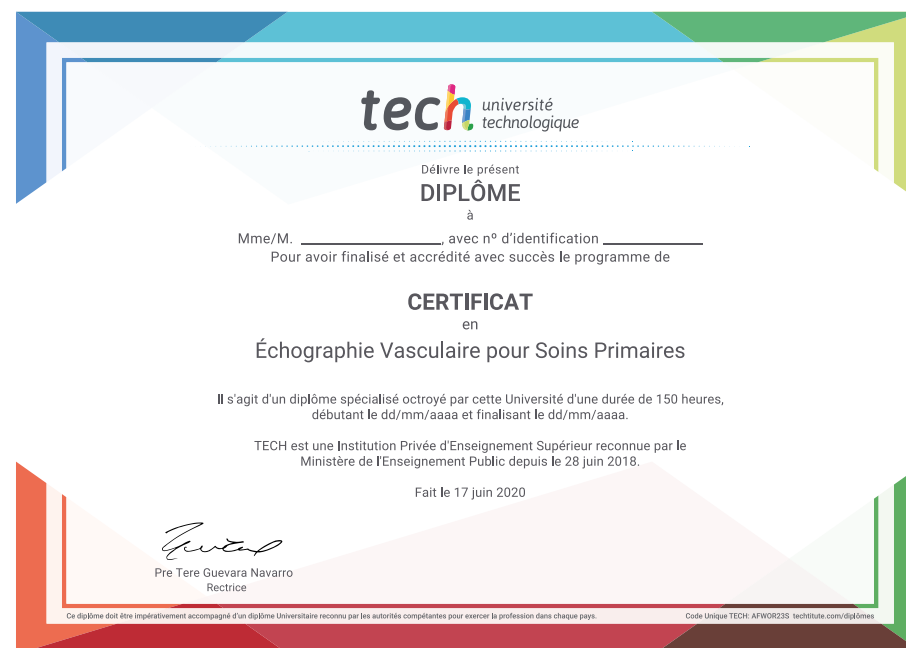 tech université
technologique
Délivre le présent
DIPLÔME
à
Mme/M. ____________, avec nº d'identification ____________
Pour avoir finalisé et accrédité avec succès le programme de
CERTIFICAT
en
Échographie Vasculaire pour Soins Primaires
Il s'agit d'un diplôme spécialisé octroyé par cette Université d'une durée de 150 heures,
débutant le dd/mm/aaaa et finalisant le dd/mm/aaaa.
TECH est une Institution Privée d'Enseignement Supérieur reconnue par le
Ministère de l'Enseignement Public depuis le 28 juin 2018.
Fait le 17 juin 2020
Pre Tere Guevara Navarro
Rectrice
Ce diplôme doit être impérativement accompagné d'un diplôme Universitaire reconnu par les autorités compétentes pour exercer la profession dans chaque pays.
Code Unique TECH: AFWOR23S techtitute.com/diplômes